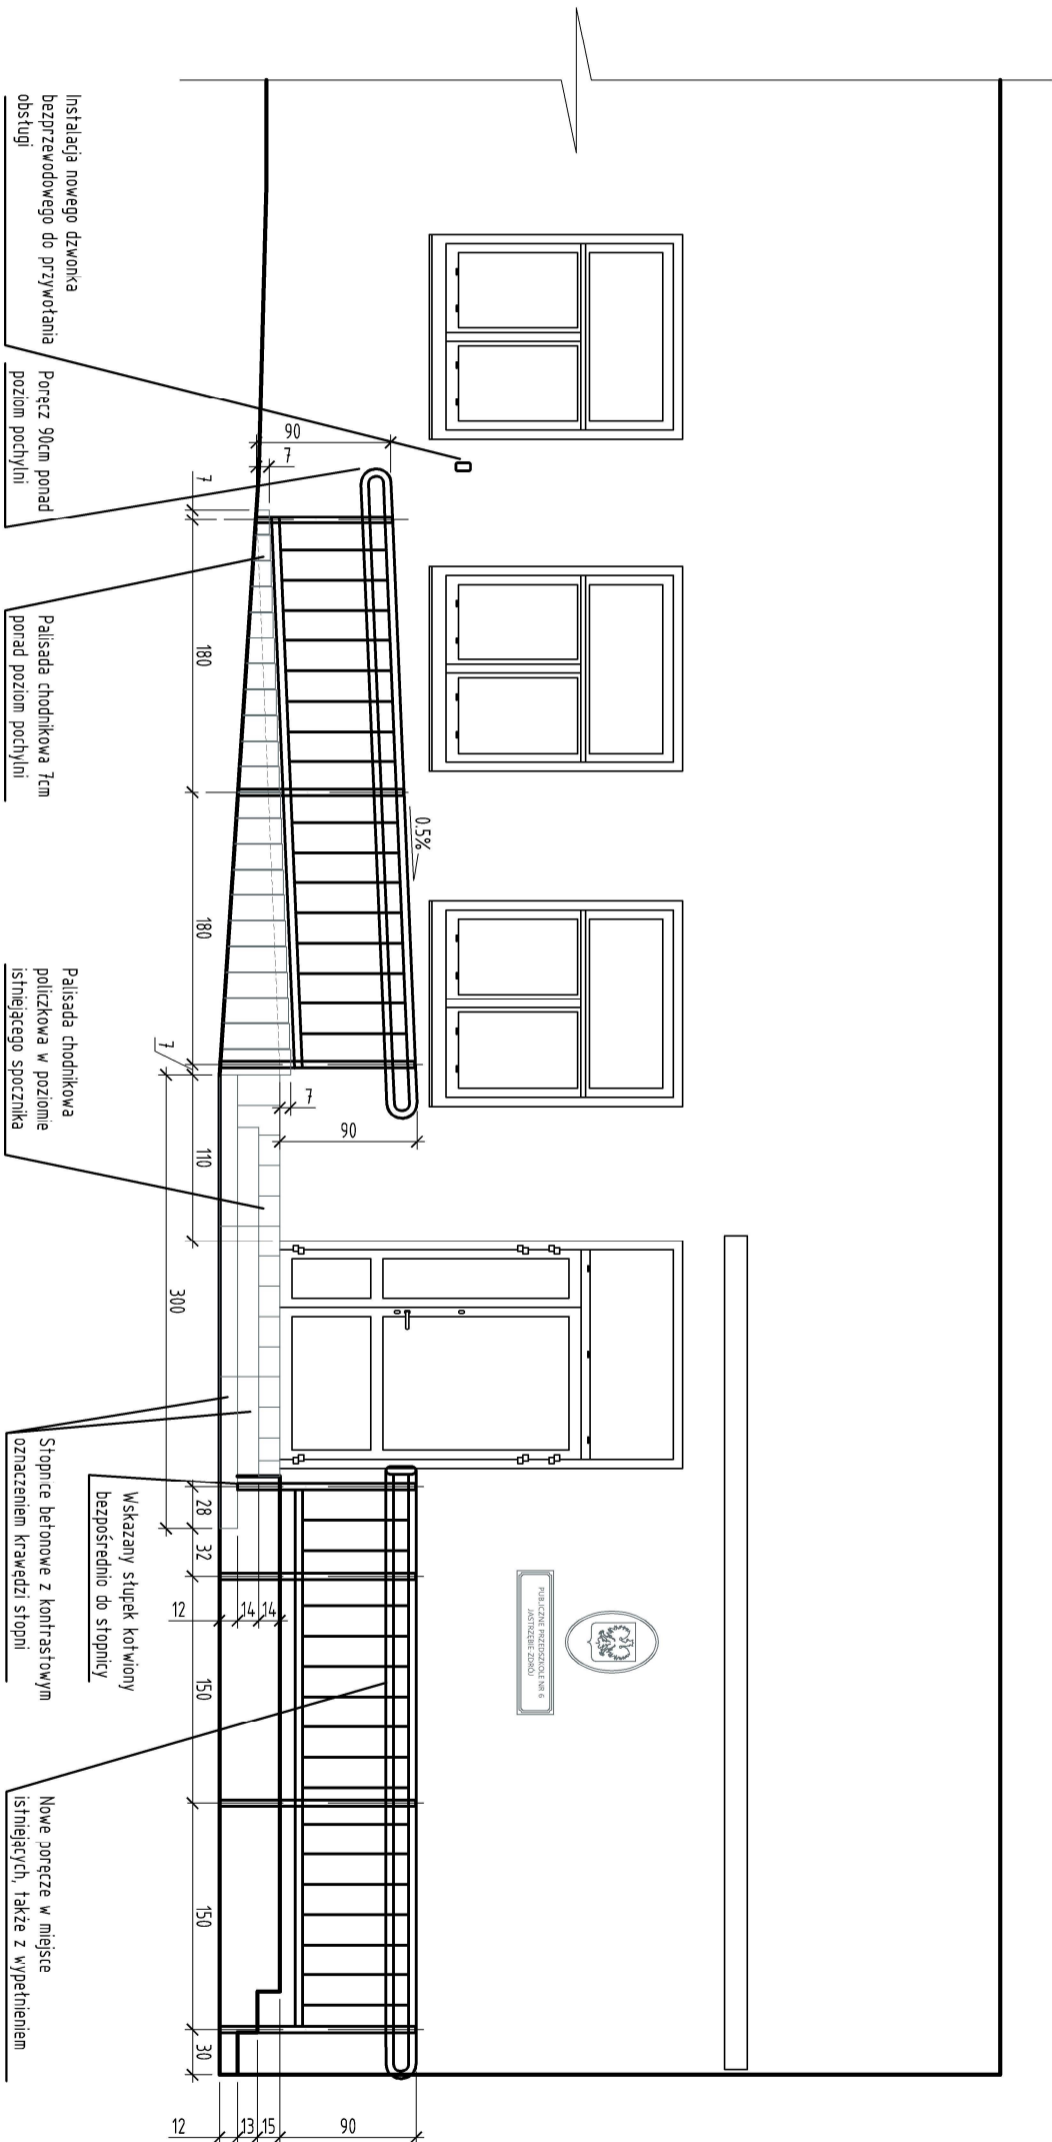 Instalacja nowego dzwonka
bezprzewodowego do przywołania
obsługi
Poręcz 90cm ponad
poziom pochylni
Palisada chodnikowa 7cm
ponad poziom pochylni
Palisada chodnikowa
policzkowa w poziomie
istniejącego spocznika
Stopnice betonowe z kontrastowym
oznaczeniem krawędzi stopni
Wskazany słupek kotwiony
bezpośrednio do stopnicy
Nowe poręcze w miejsce
istniejących, także z wypełnieniem
90
7
7
180
180
0.5%
7
7
90
110
300
28
32
12
14
14
150
150
30
12
13
15
90
PUBLICZNE PRZEDSZKOLE NR 6
JASTRZĘBIE-ZDRÓJ